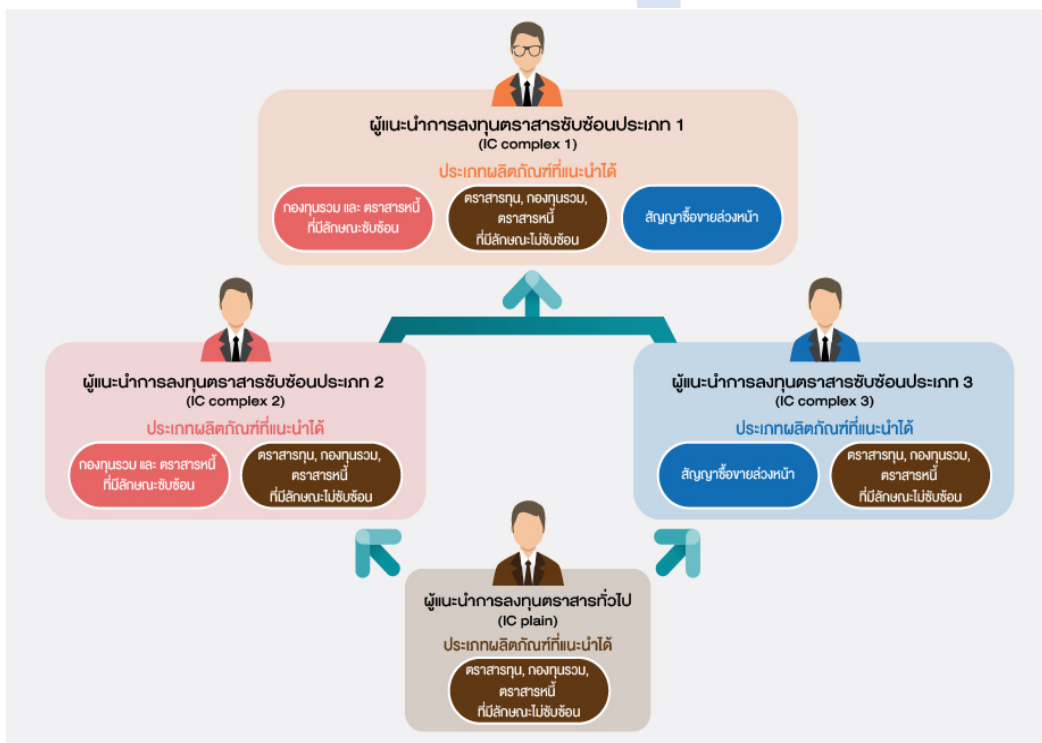 ผู้แนะนำการลงทุนตราสารซับซ้อนประเภท 1
(IC complex 1)
ประเภทผลิตภัณฑ์ที่แนะนำได้
กองทุนรวม และ ตราสารหนี้
ที่มีลักษณะซับซ้อน
ตราสารทุน, กองทุนรวม,
ตราสารหนี้
ที่มีลักษณะไม่ซับซ้อน
สัญญาซื้อขายล่วงหน้า
ผู้แนะนำการลงทุนตราสารซับซ้อนประเภท 2
(IC complex 2)
ประเภทผลิตภัณฑ์ที่แนะนำได้
กองทุนรวม และ ตราสารหนี้
ที่มีลักษณะซับซ้อน
ตราสารทุน, กองทุนรวม,
ตราสารหนี้
ที่มีลักษณะไม่ซับซ้อน
ผู้แนะนำการลงทุนตราสารซับซ้อนประเภท 3
(IC complex 3)
ประเภทผลิตภัณฑ์ที่แนะนำได้
สัญญาซื้อขายล่วงหน้า
ตราสารทุน, กองทุนรวม,
ตราสารหนี้
ที่มีลักษณะไม่ซับซ้อน
ผู้แนะนำการลงทุนตราสารทั่วไป
(IC plain)
ประเภทผลิตภัณฑ์ที่แนะนำได้
ตราสารทุน, กองทุนรวม,
ตราสารหนี้
ที่มีลักษณะไม่ซับซ้อน